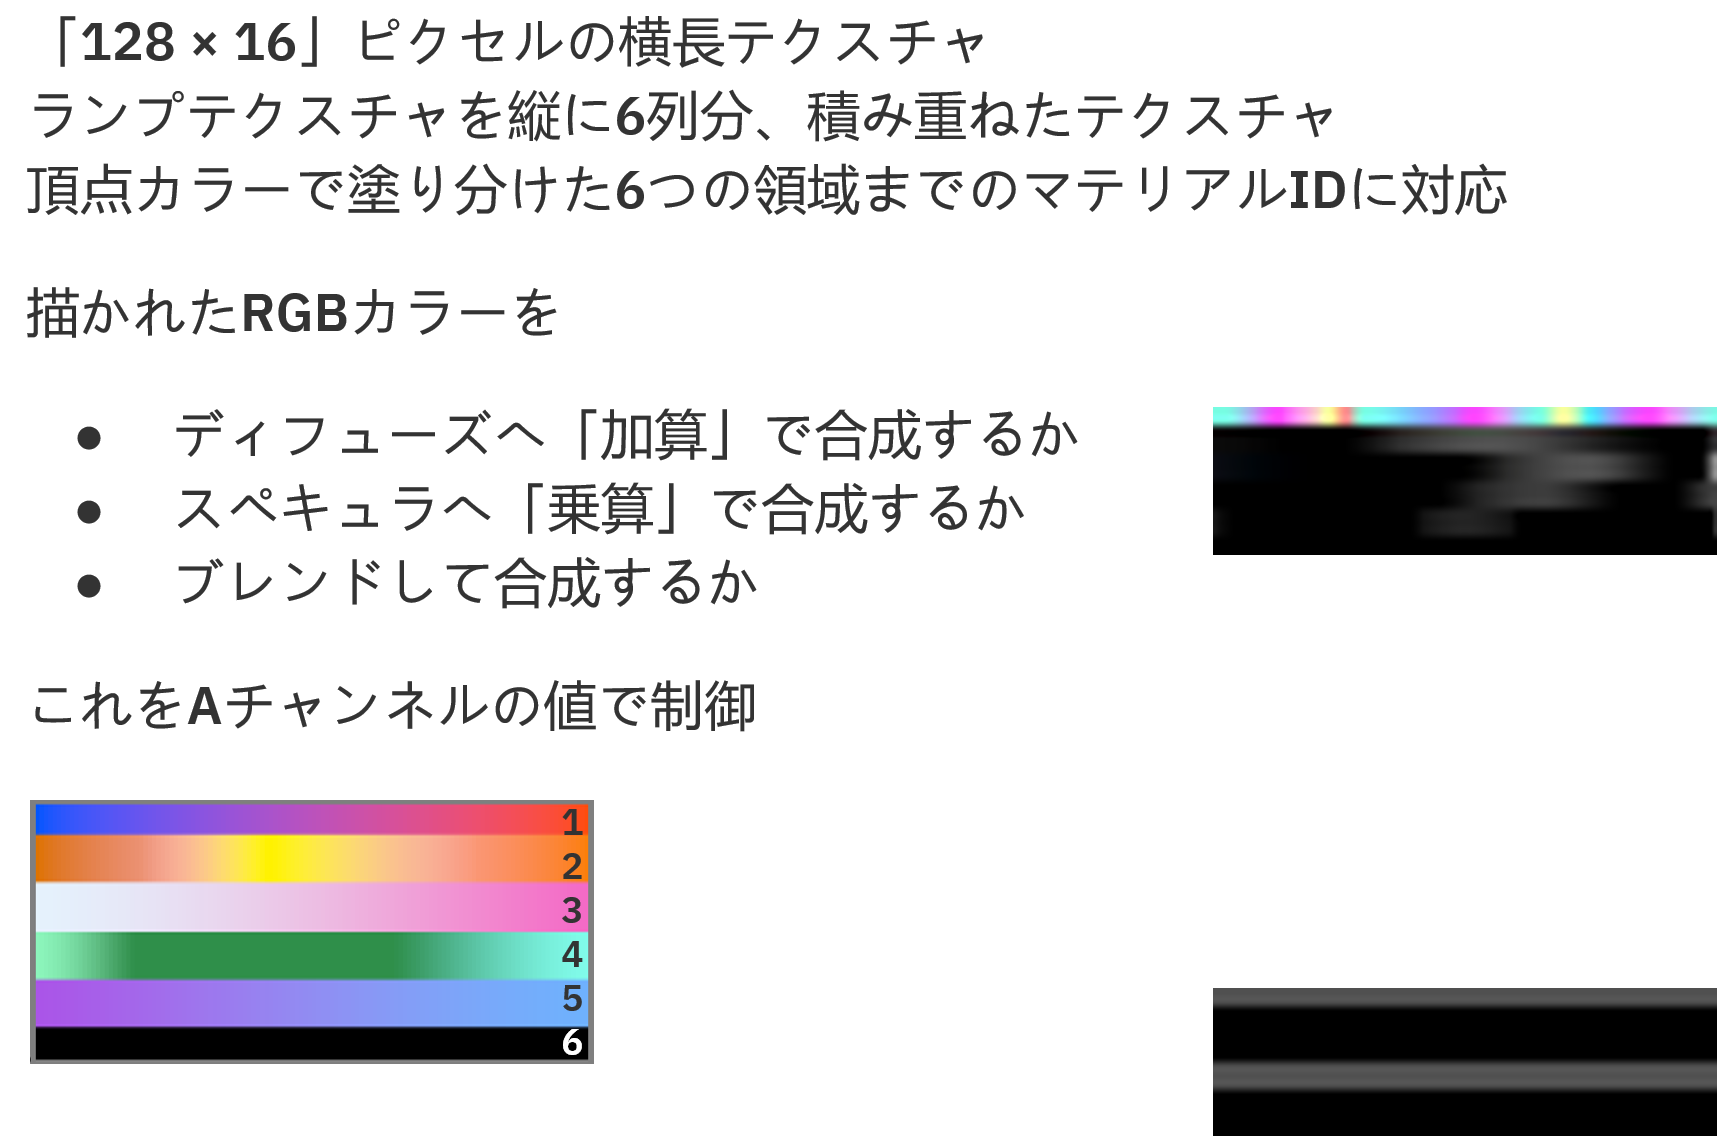 「128 × 16」ピクセルの横長テクスチャ
ランプテクスチャを縦に6列分、積み重ねたテクスチャ
頂点カラーで塗り分けた6つの領域までのマテリアルIDに対応
描かれたRGBカラーを
● ディフューズへ「加算」で合成するか
● スペキュラへ「乗算」で合成するか
● ブレンドして合成するか
これをAチャンネルの値で制御
1
2
3
4
5
6